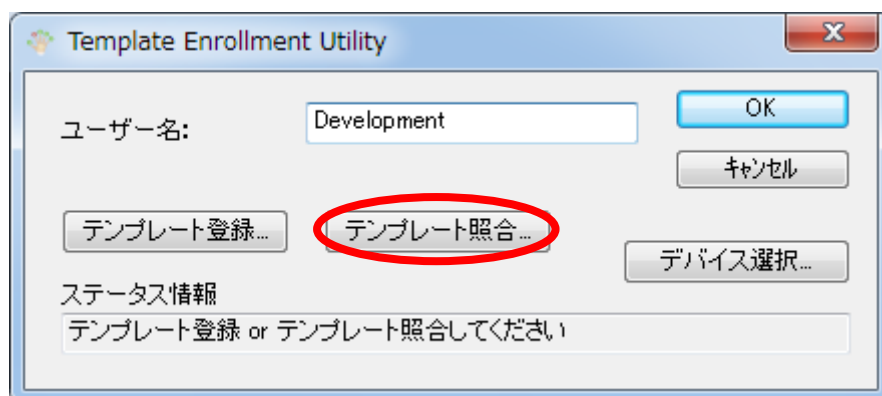 Template Enrollment Utility
ユーザー名:
Development
OK
キャンセル
テンプレート登録...
テンプレート照合...
デバイス選択...
ステータス情報
テンプレート登録 or テンプレート照合してください